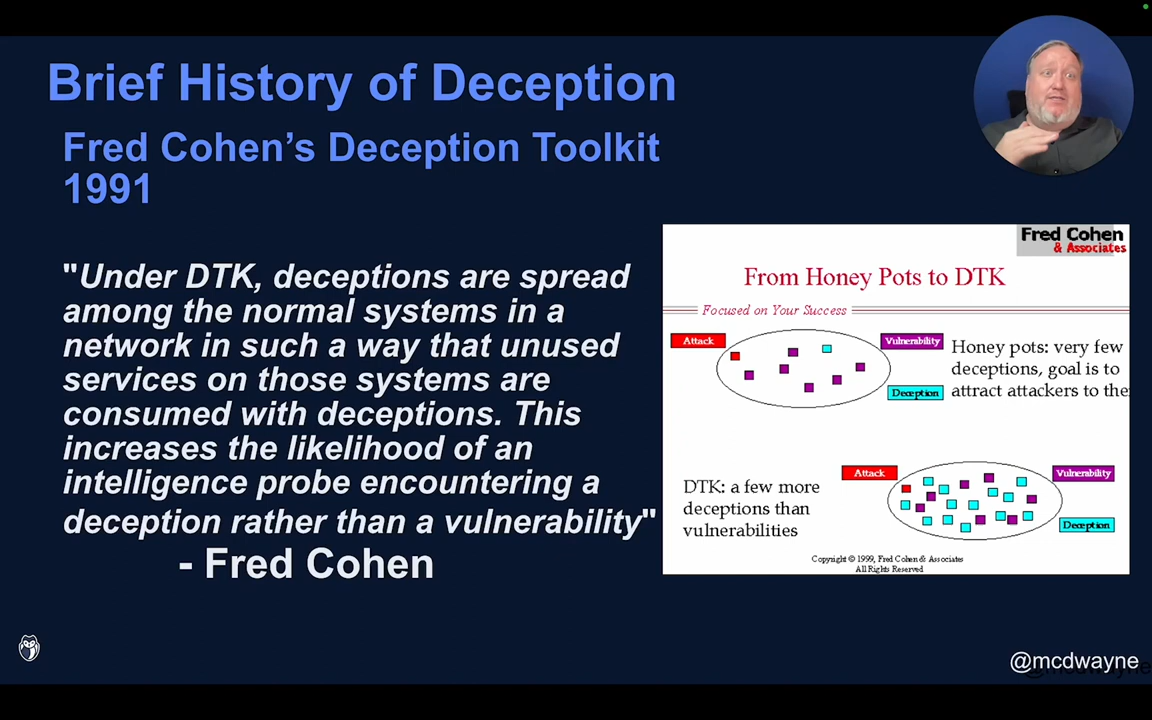 Brief History of Deception
Fred Cohen’s Deception Toolkit
1991
"Under DTK, deceptions are spread
among the normal systems in a
network in such a way that unused
services on those systems are
consumed with deceptions. This
increases the likelihood of an
intelligence probe encountering a
deception rather than a vulnerability"
- Fred Cohen
Fred Cohen
& Associates
From Honey Pots to DTK
Focused on Your Success
Attack
Vulnerability
Deception
Honey pots: very few
deceptions, goal is to
attract attackers to the
Attack
Vulnerability
Deception
DTK: a few more
deceptions than
vulnerabilities
Copyright © 1999, Fred Cohen & Associates
All Rights Reserved
@mcdwayne